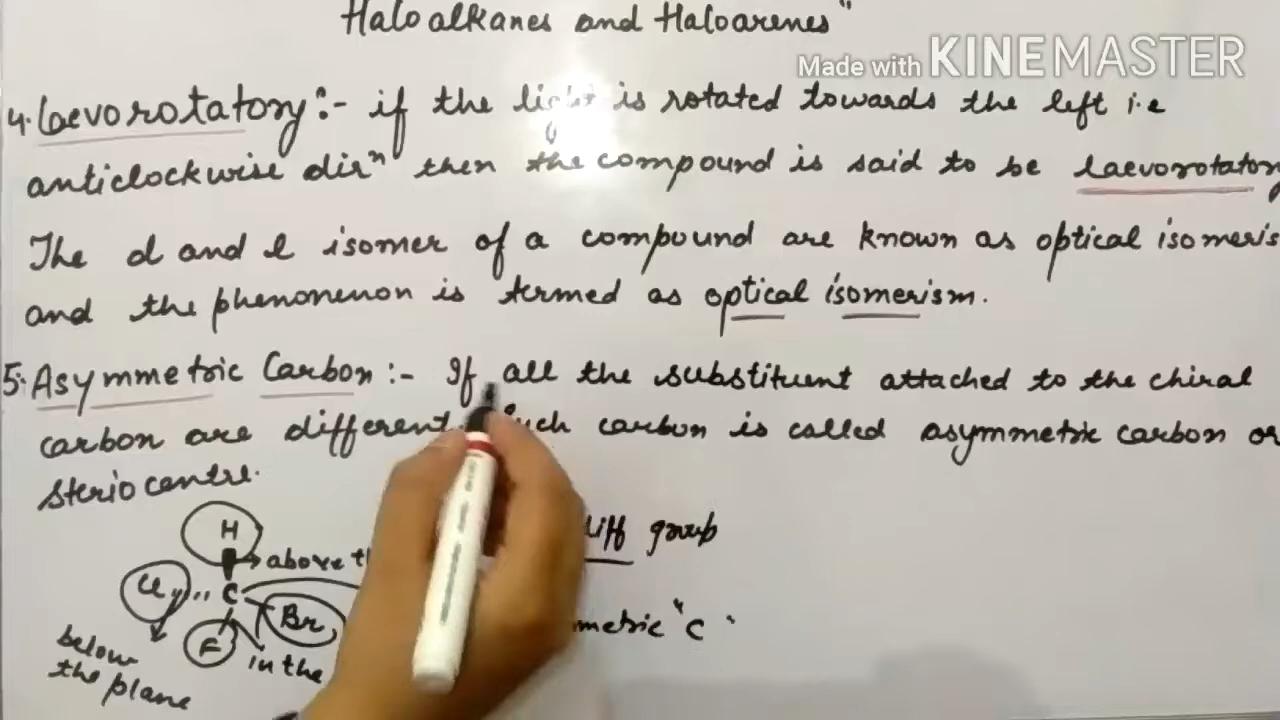 Haloalkanes and Haloarenes"
Made with KINEMASTER
4. Laevorotatory :- if the light is rotated towards the left i.e
anticlockwise dirⁿ then the compound is said to be laevorotatory
The d and l isomer of a compound are known as optical isomeris
and the phenonenon is termed as optical isomerism.
5. Asymmetric Carbon :- If all the substituent attached to the chiral
carbon are different such carbon is called asymmetric carbon or
steriocentre.
H
diff group
above
Cl C Br
metric "C"
F
in the
below
the plane